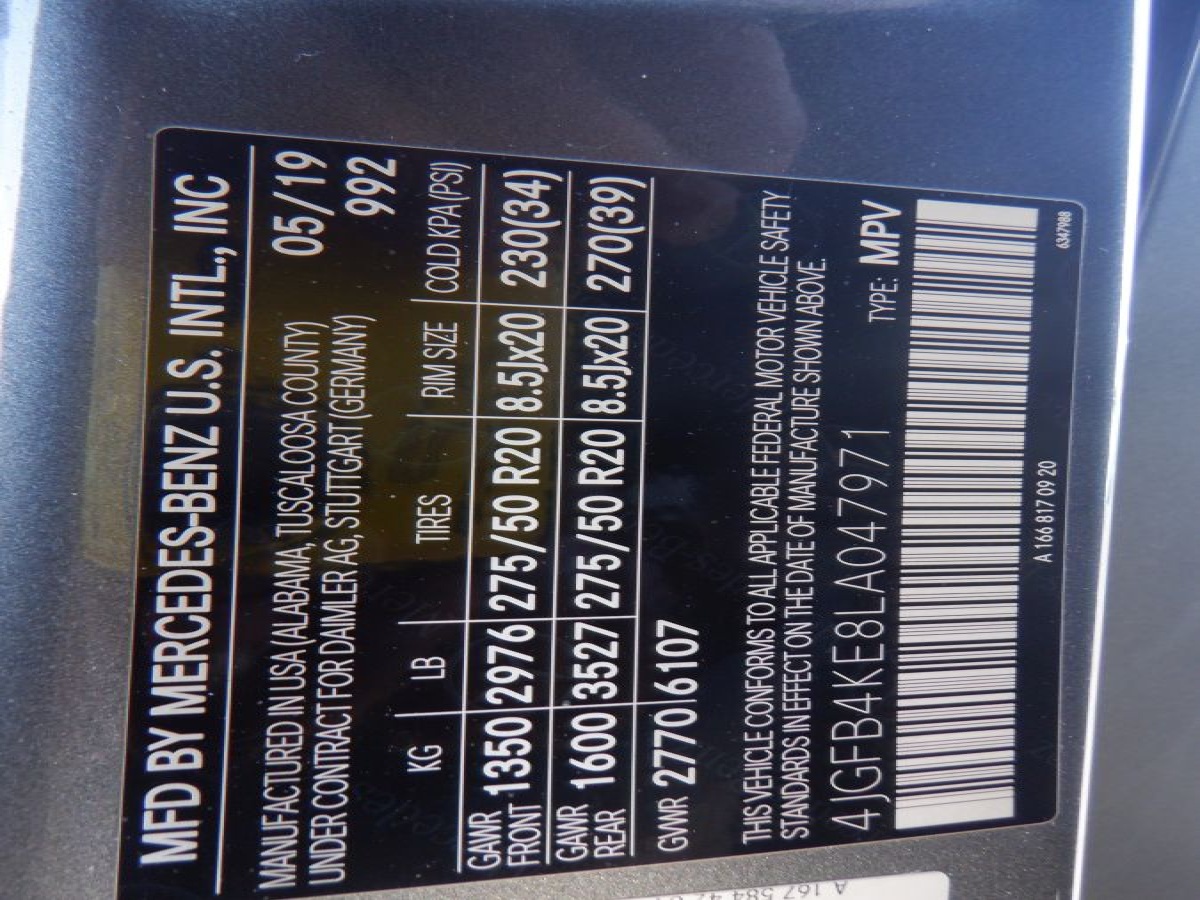 MFD BY MERCEDES-BENZ U.S. INTL., INC
MANUFACTURED IN USA (ALABAMA, TUSCALOOSA COUNTY) 05/19
UNDER CONTRACT FOR DAIMLER AG, STUTTGART (GERMANY) 992
KG LB TIRES RIM SIZE COLD KPA (PSI)
GAWR FRONT 1350 2976 275/50 R20 8.5Jx20 230(34)
GAWR REAR 1600 3527 275/50 R20 8.5Jx20 270(39)
GVWR 2770 6107
THIS VEHICLE CONFORMS TO ALL APPLICABLE FEDERAL MOTOR VEHICLE SAFETY
STANDARDS IN EFFECT ON THE DATE OF MANUFACTURE SHOWN ABOVE.
4JGFB4KE8LA047971 TYPE: MPV
A 166 817 09 20
6347988
A 167 584